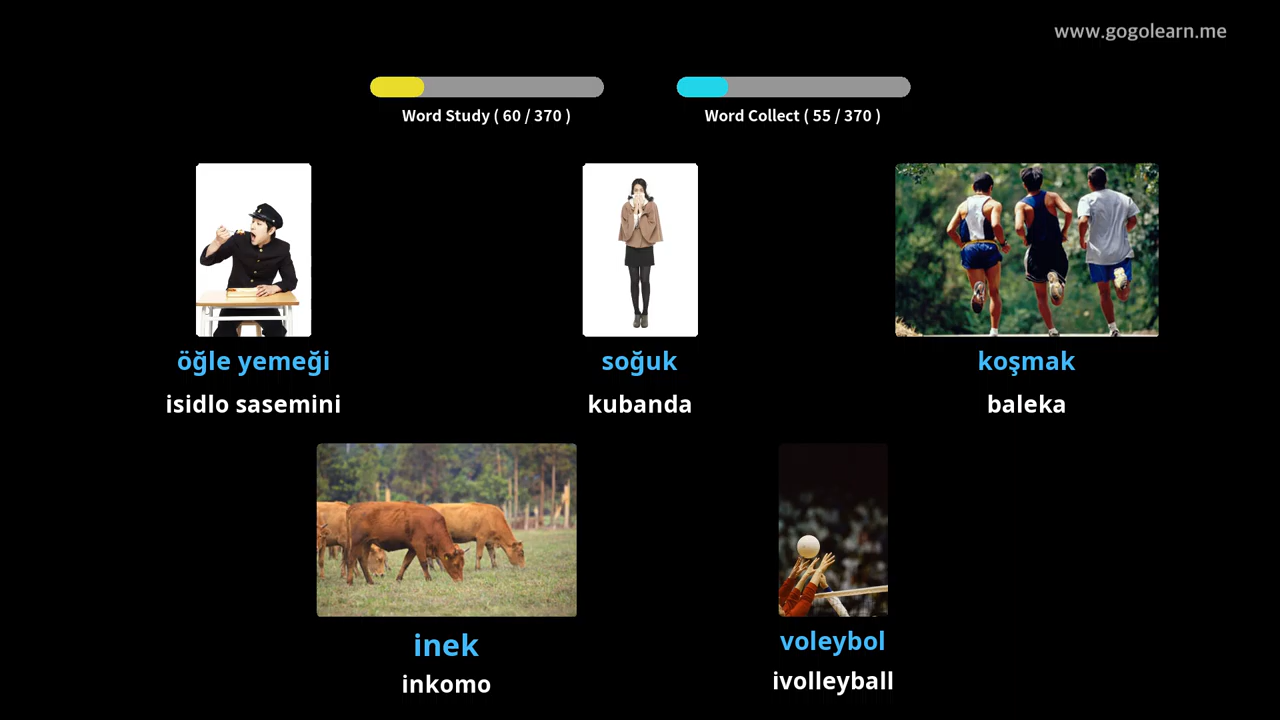 www.gogolearn.me
Word Study ( 60 / 370 )
Word Collect ( 55 / 370 )
öğle yemeği
isidlo sasemini
soğuk
kubanda
koşmak
baleka
inek
inkomo
voleybol
ivolleyball